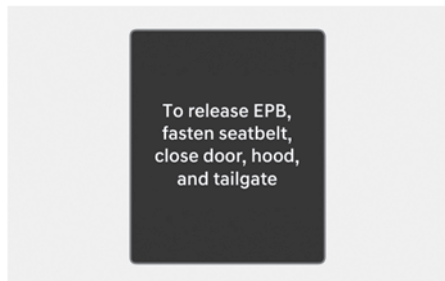 To release EPB,
fasten seatbelt,
close door, hood,
and tailgate